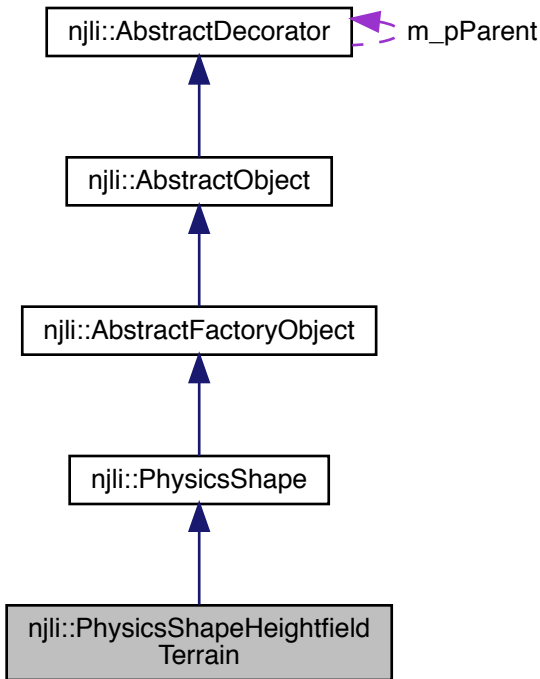 njli::AbstractDecorator
m_pParent
njli::AbstractObject
njli::AbstractFactoryObject
njli::PhysicsShape
njli::PhysicsShapeHeightfield
Terrain